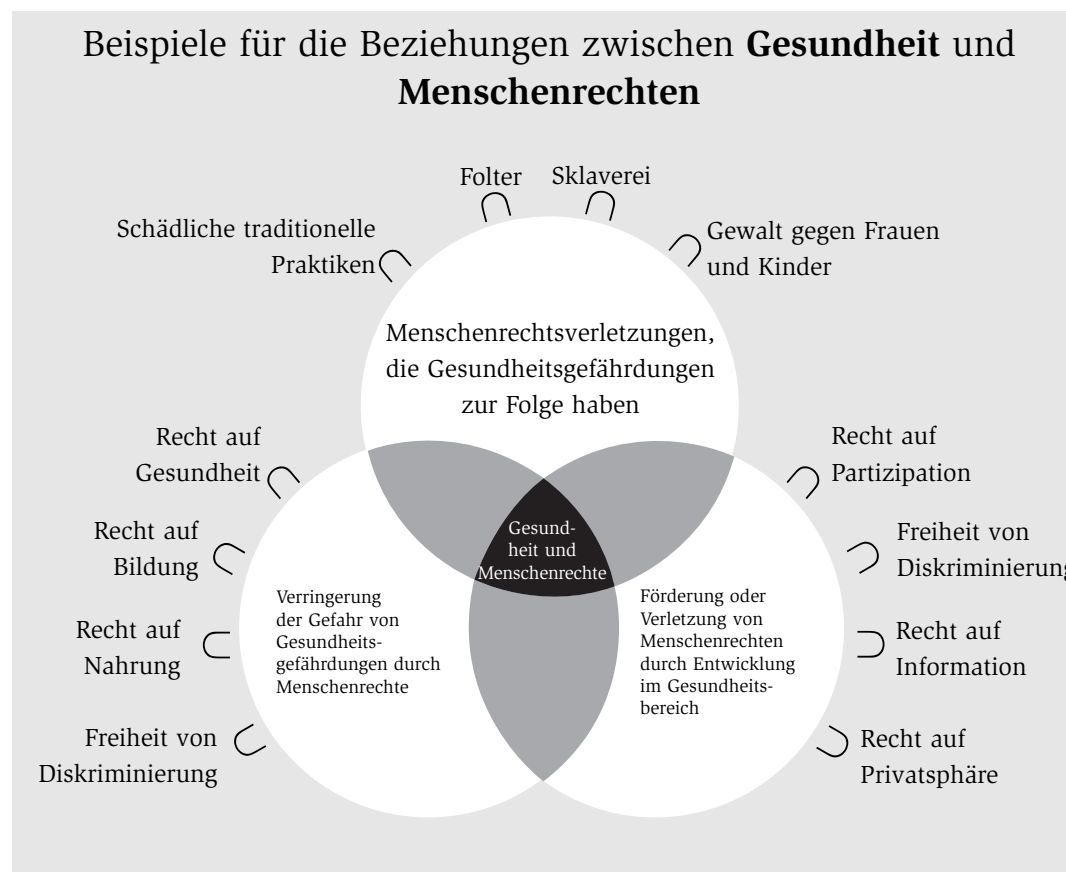 Beispiele für die Beziehungen zwischen Gesundheit und
Menschenrechten
Folter
Sklaverei
Schädliche traditionelle
Praktiken
Gewalt gegen Frauen
und Kinder
Menschenrechtsverletzungen,
die Gesundheitsgefährdungen
zur Folge haben
Recht auf
Gesundheit
Recht auf
Bildung
Recht auf
Nahrung
Freiheit von
Diskriminierung
Gesund-
heit und
Menschenrechte
Verringerung
der Gefahr von
Gesundheits-
gefährdungen durch
Menschenrechte
Förderung oder
Verletzung von
Menschenrechten
durch Entwicklung
im Gesundheits-
bereich
Recht auf
Partizipation
Freiheit von
Diskriminierung
Recht auf
Information
Recht auf
Privatsphäre